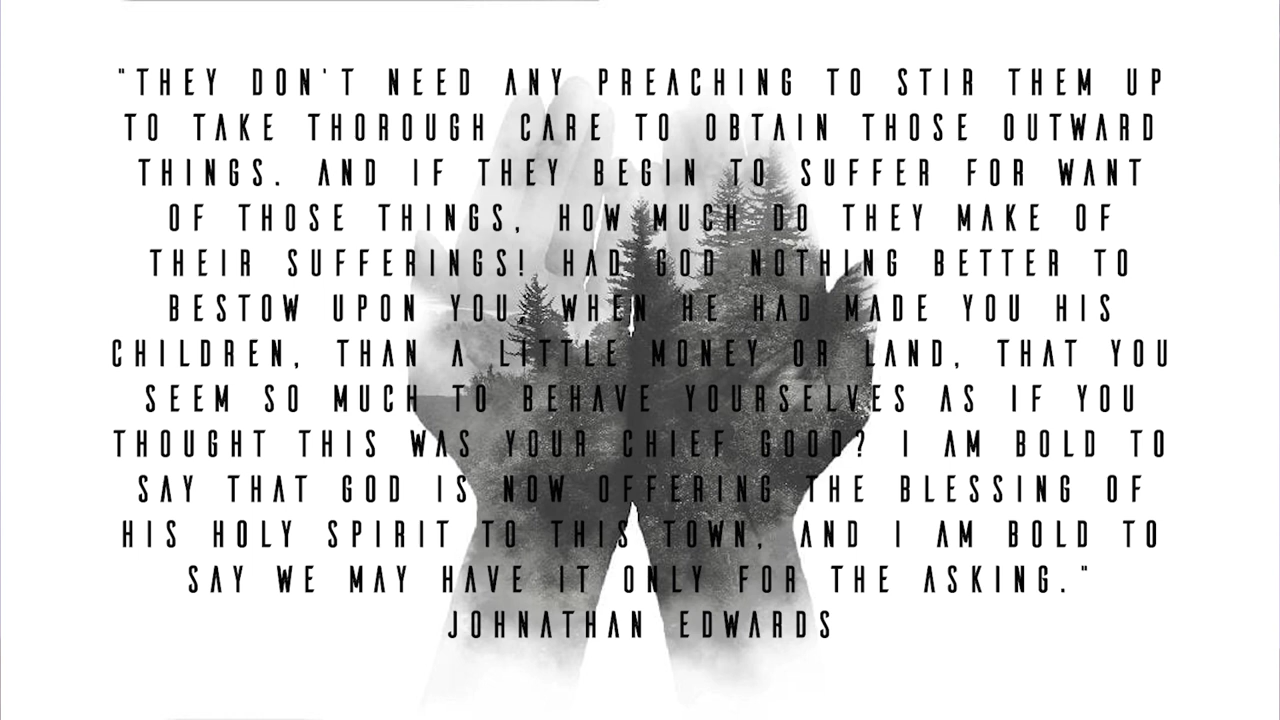 "THEY DON'T NEED ANY PREACHING TO STIR THEM UP
TO TAKE THOROUGH CARE TO OBTAIN THOSE OUTWARD
THINGS. AND IF THEY BEGIN TO SUFFER FOR WANT
OF THOSE THINGS, HOW MUCH DO THEY MAKE OF
THEIR SUFFERINGS! HAD GOD NOTHING BETTER TO
BESTOW UPON YOU, WHEN HE HAD MADE YOU HIS
CHILDREN, THAN A LITTLE MONEY OR LAND, THAT YOU
SEEM SO MUCH TO BEHAVE YOURSELVES AS IF YOU
THOUGHT THIS WAS YOUR CHIEF GOOD? I AM BOLD TO
SAY THAT GOD IS NOW OFFERING THE BLESSING OF
HIS HOLY SPIRIT TO THIS TOWN, AND I AM BOLD TO
SAY WE MAY HAVE IT ONLY FOR THE ASKING."
JOHNATHAN EDWARDS